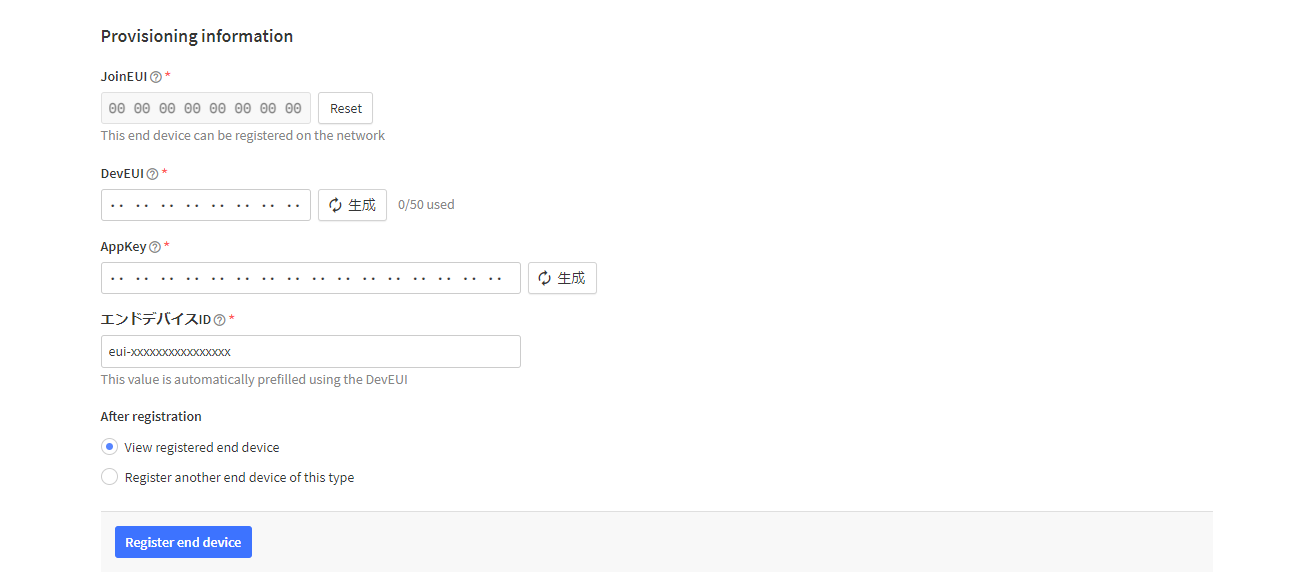 Provisioning information
JoinEUI *
00 00 00 00 00 00 00 00 Reset
This end device can be registered on the network
DevEUI *
·· ·· ·· ·· ·· ·· ·· ·· 生成 0/50 used
AppKey *
·· ·· ·· ·· ·· ·· ·· ·· ·· ·· ·· ·· ·· ·· ·· ·· 生成
エンドデバイスID *
eui-xxxxxxxxxxxxxxxx
This value is automatically prefilled using the DevEUI
After registration
View registered end device
Register another end device of this type
Register end device